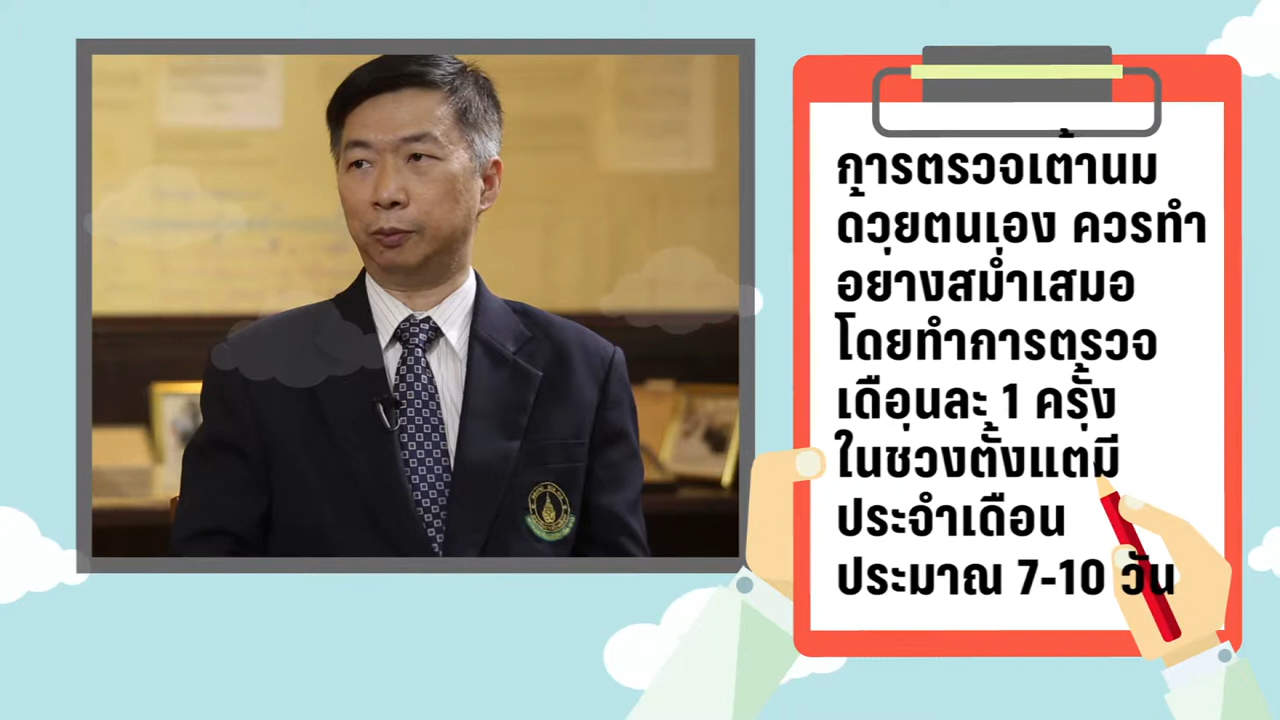 การตรวจเต้านม
ด้วยตนเอง ควรทำ
อย่างสม่ำเสมอ
โดยทำการตรวจ
เดือนละ 1 ครั้ง
ในช่วงตั้งแต่มี
ประจำเดือน
ประมาณ 7-10 วัน